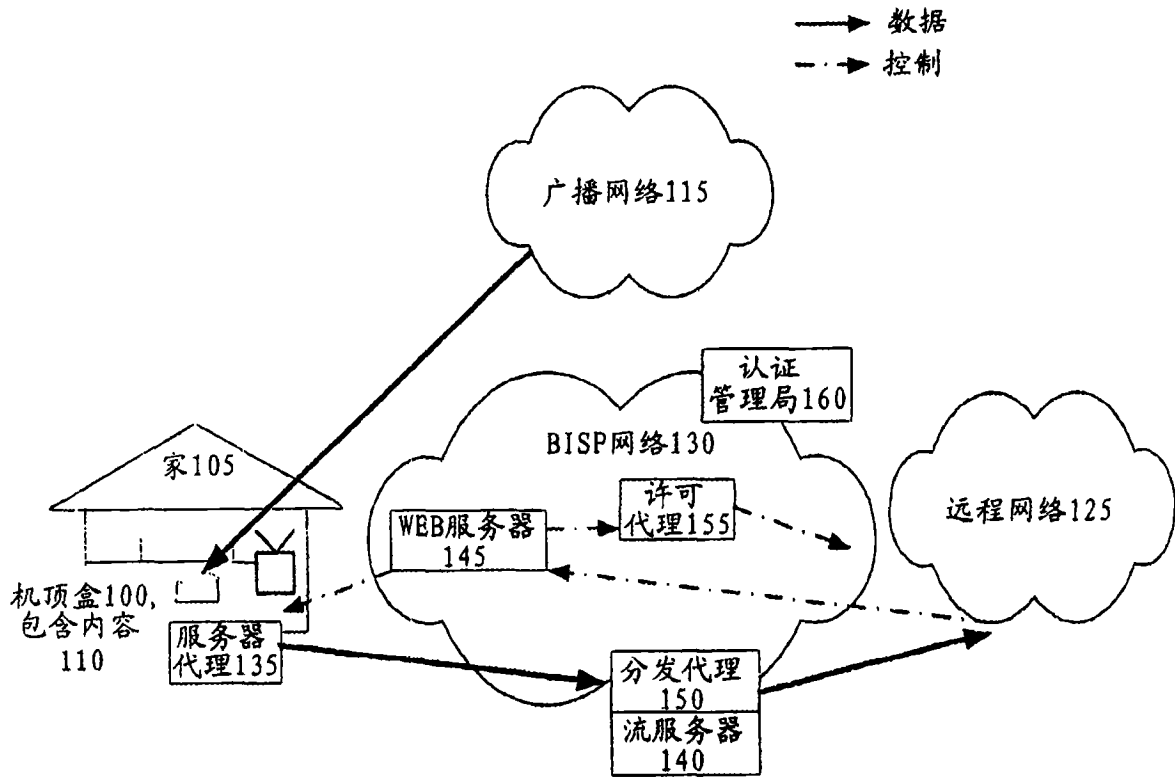 数据
控制
广播网络115
认证
管理局160
BISP网络130
家105
许可
代理155
WEB服务器
145
远程网络125
机顶盒100,
包含内容
110
服务器
代理135
分发代理
150
流服务器
140